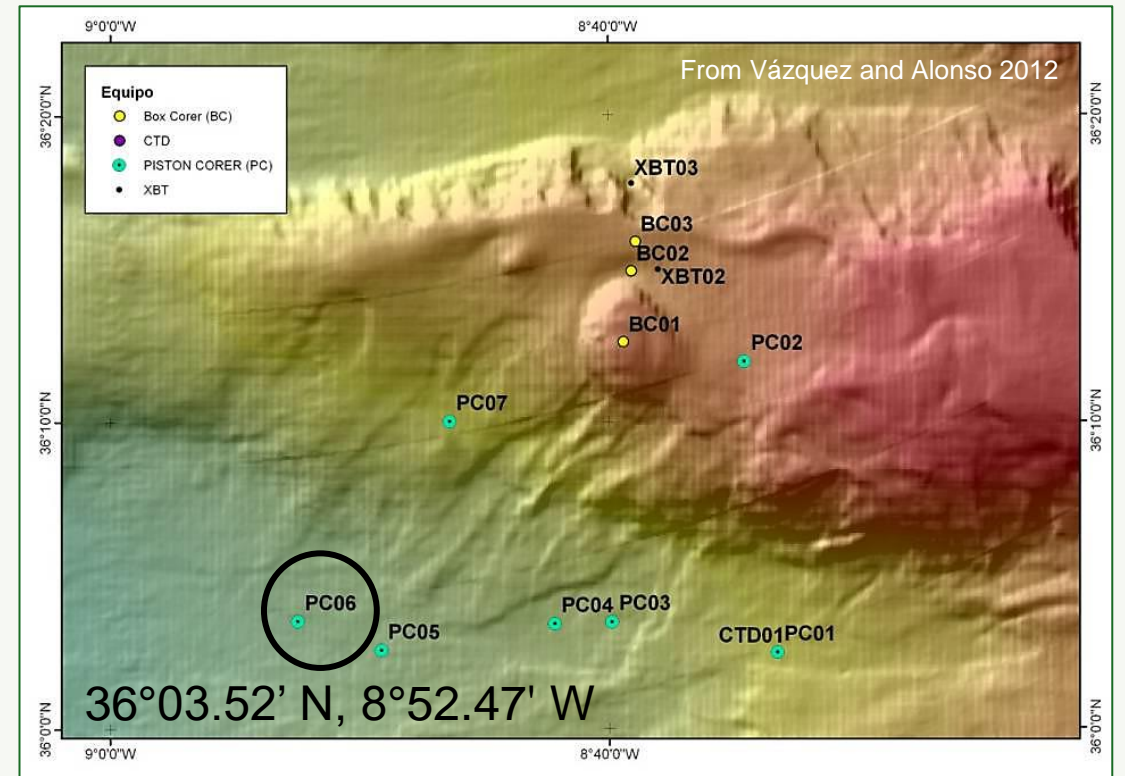 9°0'0"W 8°40'0"W
From Vázquez and Alonso 2012
36°20'0"N 36°20'0"N
Equipo
Box Corer (BC)
CTD
PISTON CORER (PC)
XBT
XBT03
BC03
BC02
XBT02
BC01
PC02
PC07
36°10'0"N 36°10'0"N
PC06
PC04 PC03
PC05
CTD01 PC01
36°03.52’ N, 8°52.47' W
36°0'0"N 36°0'0"N
9°0'0"W 8°40'0"W